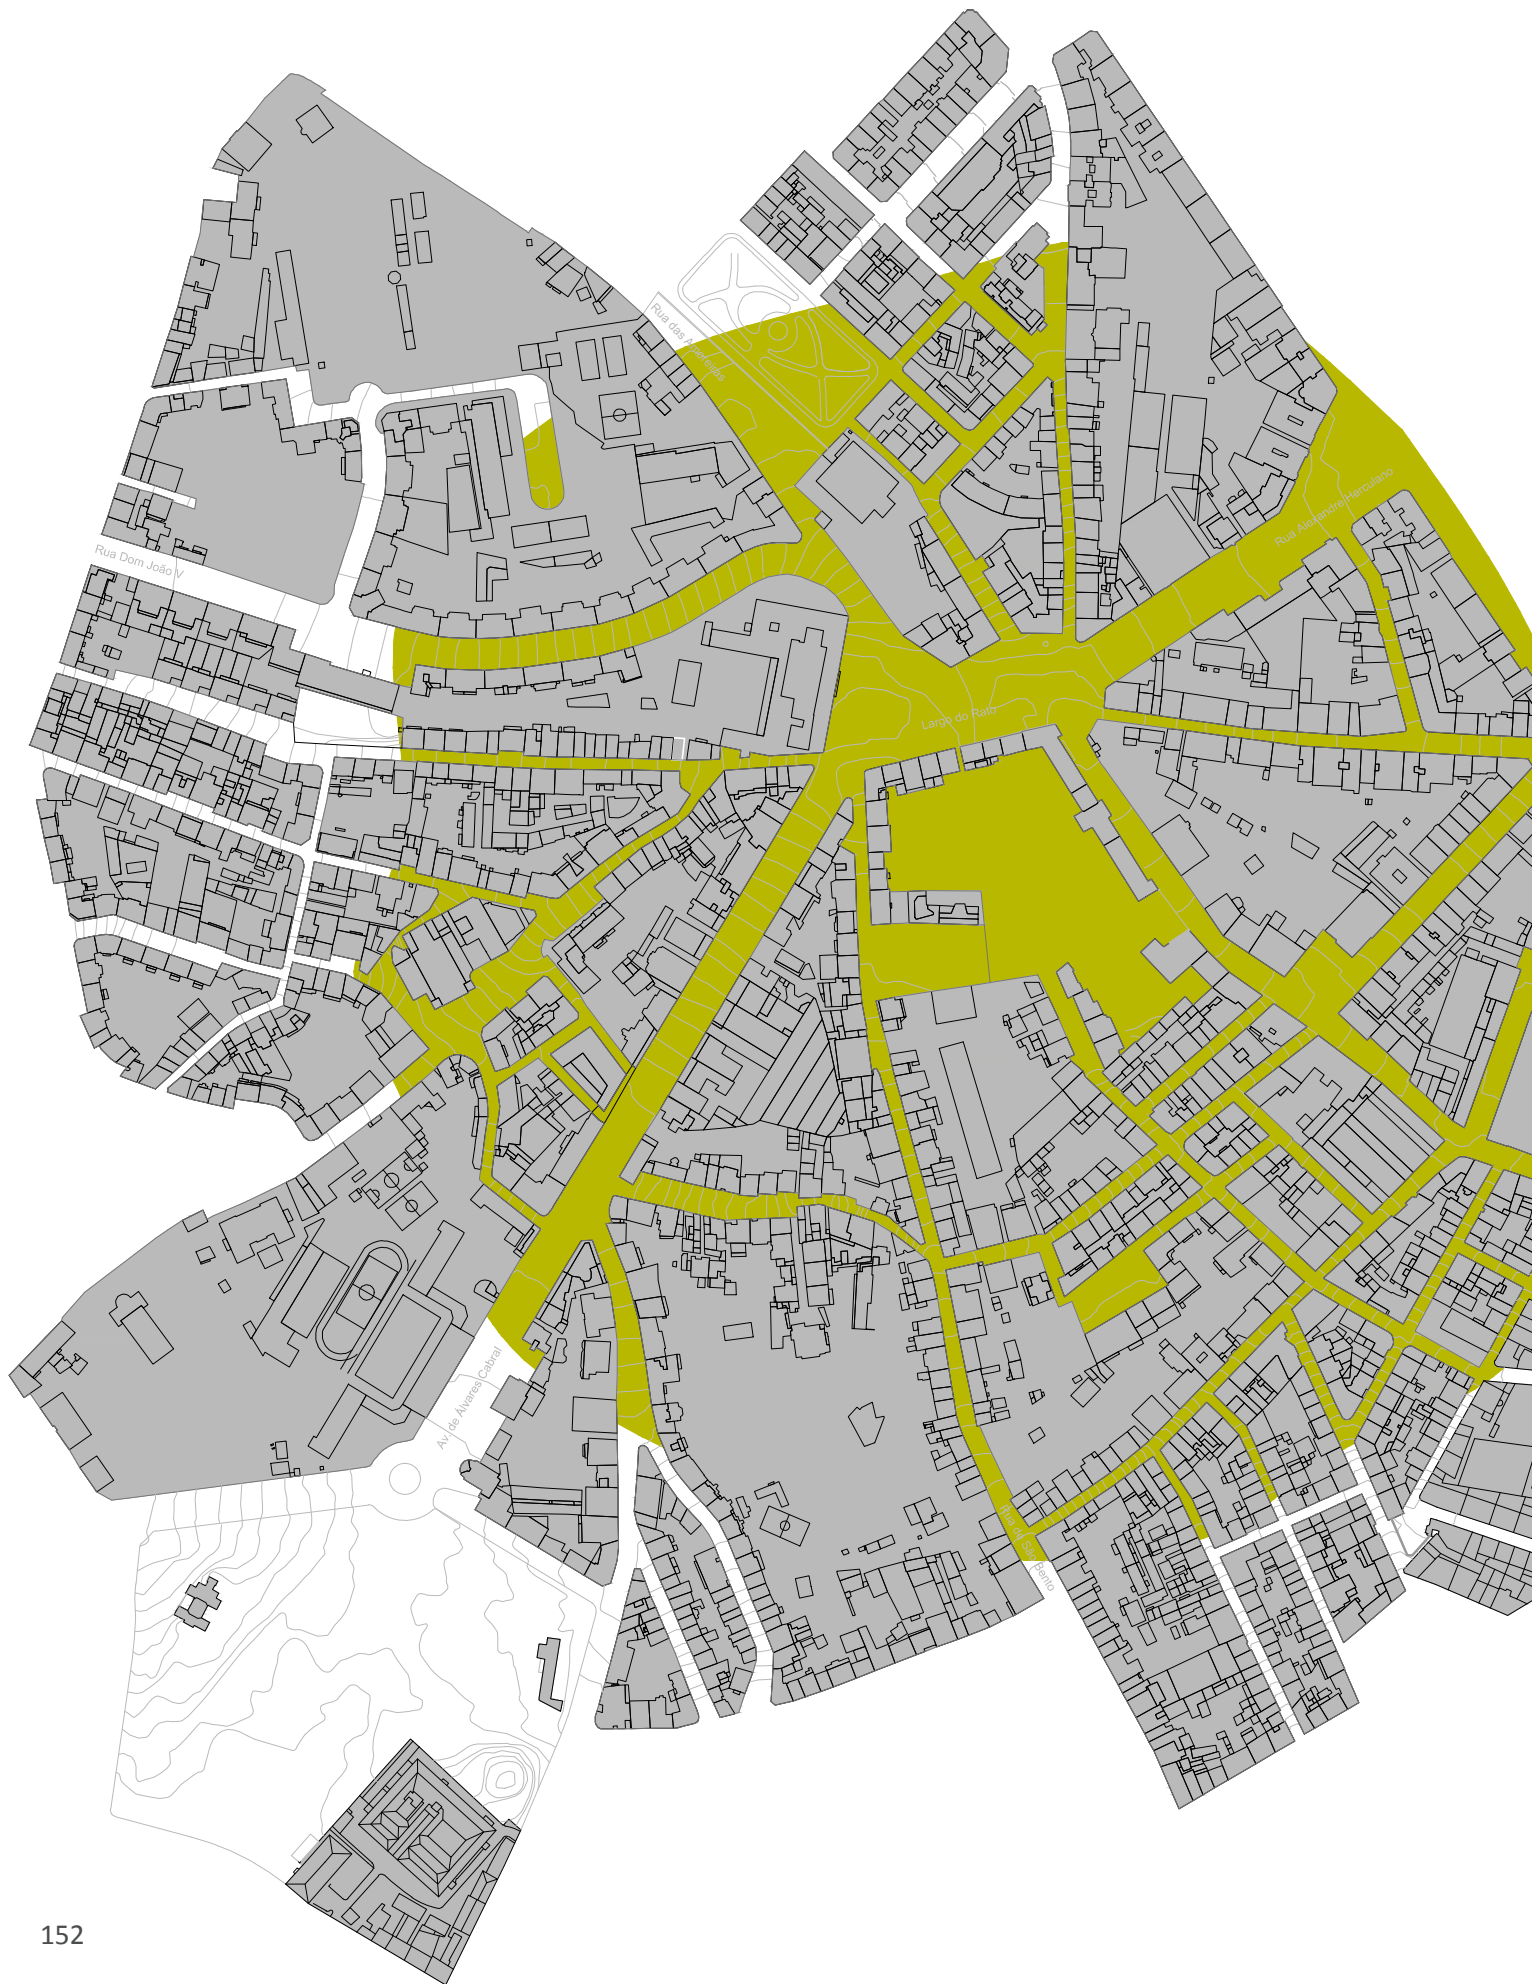 Rua das Amoreiras
Rua Alexandre Herculano
Rua Dom João V
Largo do Rato
Av. de Álvares Cabral
Rua de São Bento
152